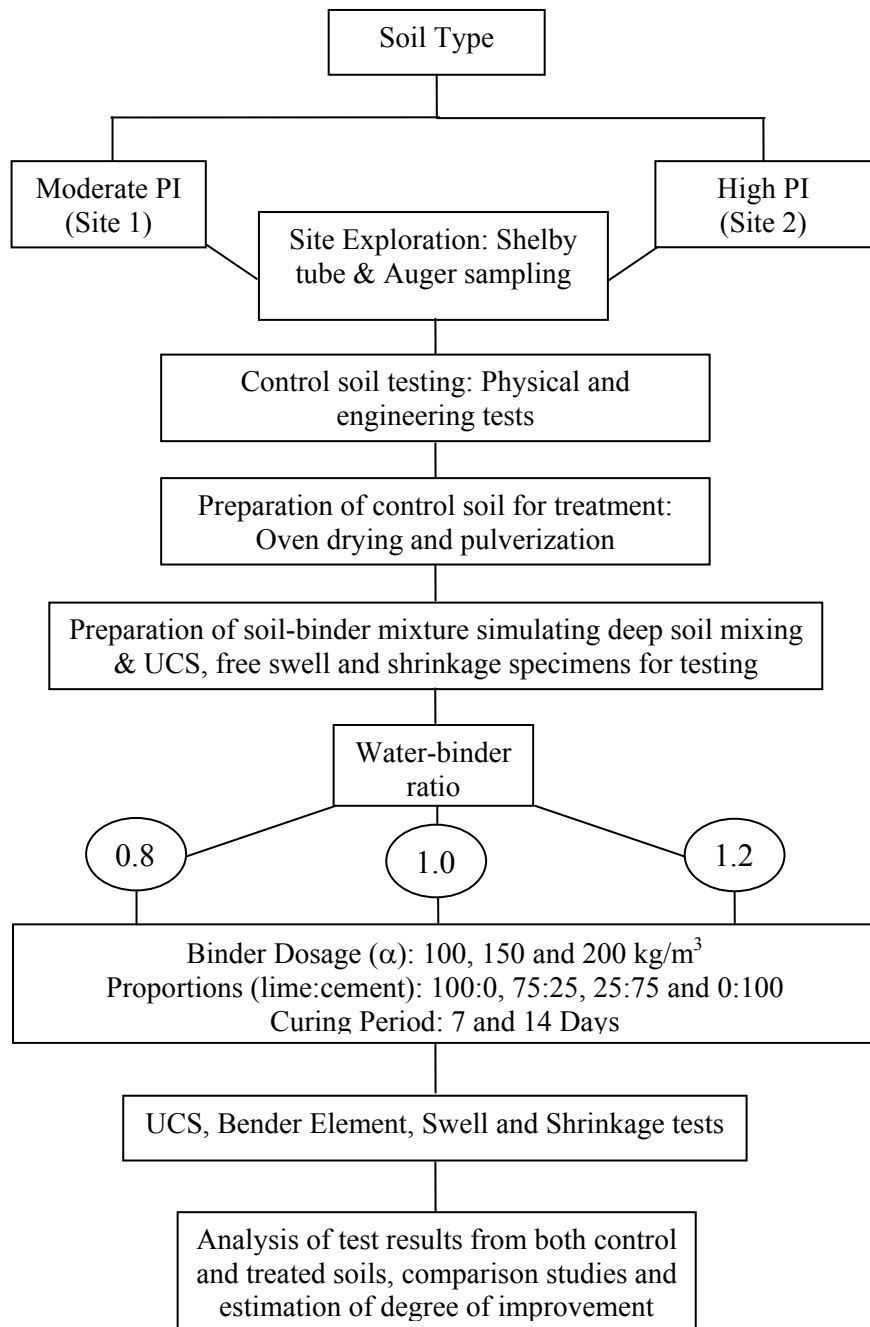 Soil Type
Moderate PI
(Site 1)
High PI
(Site 2)
Site Exploration: Shelby
tube & Auger sampling
Control soil testing: Physical and
engineering tests
Preparation of control soil for treatment:
Oven drying and pulverization
Preparation of soil-binder mixture simulating deep soil mixing
& UCS, free swell and shrinkage specimens for testing
Water-binder
ratio
0.8
1.0
1.2
Binder Dosage (α): 100, 150 and 200 kg/m³
Proportions (lime:cement): 100:0, 75:25, 25:75 and 0:100
Curing Period: 7 and 14 Days
UCS, Bender Element, Swell and Shrinkage tests
Analysis of test results from both control
and treated soils, comparison studies and
estimation of degree of improvement